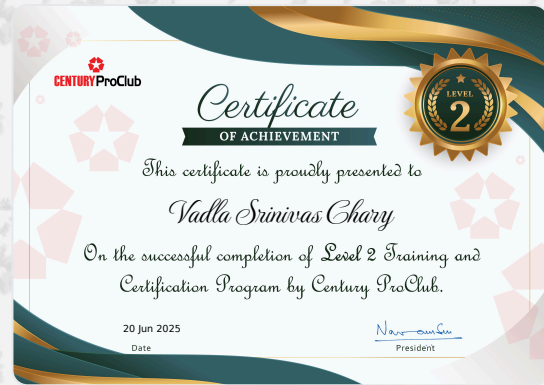 CENTURY ProClub
LEVEL
2
Certificate
OF ACHIEVEMENT
This certificate is proudly presented to
Vadla Srinivas Chary
On the successful completion of Level 2 Training and
Certification Program by Century ProClub.
20 Jun 2025
Date
President